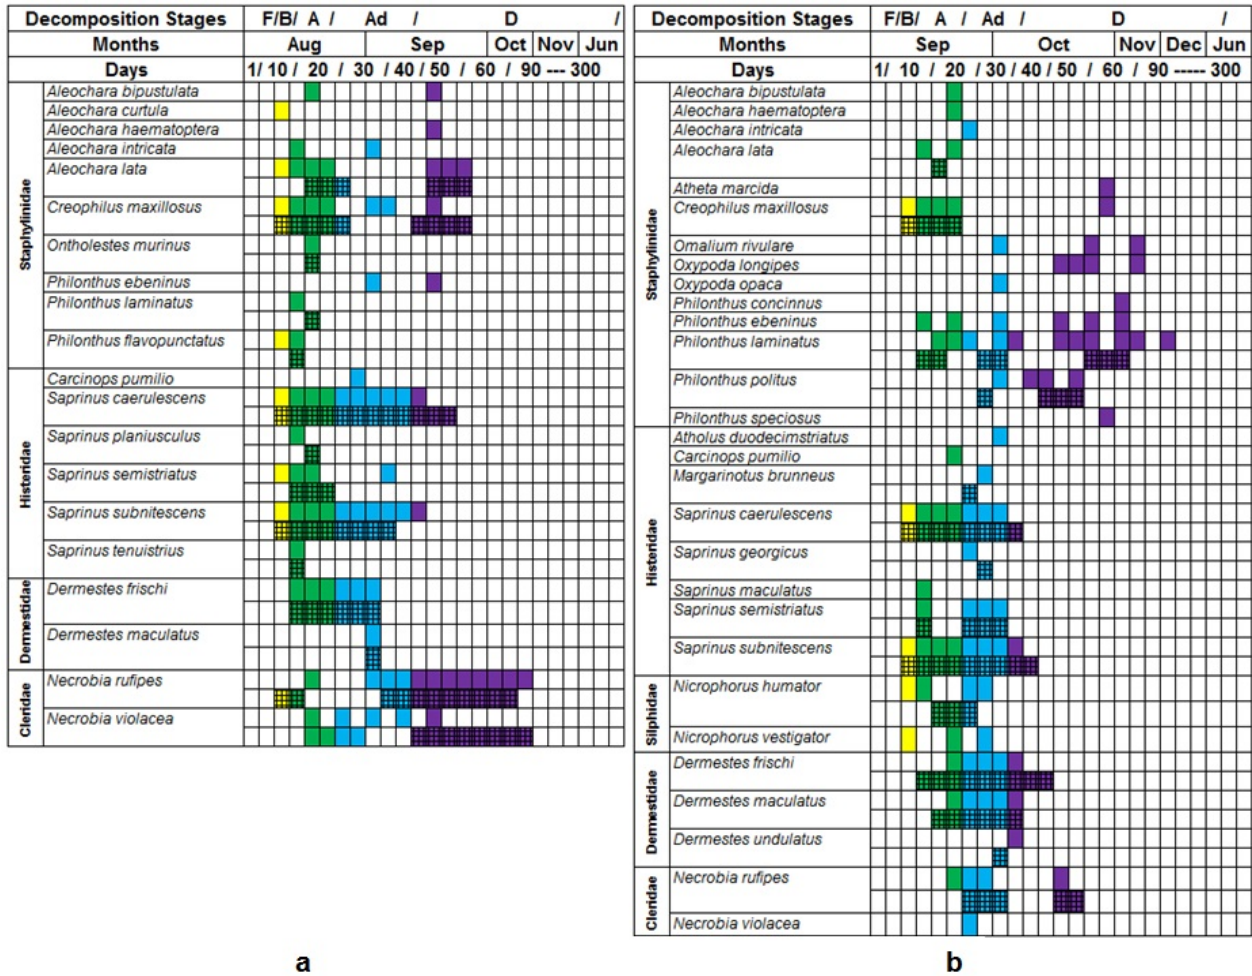 Decomposition Stages F/B/ A / Ad / D /
Months Aug Sep Oct Nov Jun
Days 1/ 10 / 20 / 30 / 40 / 50 / 60 / 90 --- 300
Staphylinidae
Aleochara bipustulata
Aleochara curtula
Aleochara haematoptera
Aleochara intricata
Aleochara lata
Creophilus maxillosus
Ontholestes murinus
Philonthus ebeninus
Philonthus laminatus
Philonthus flavopunctatus
Histeridae
Carcinops pumilio
Saprinus caerulescens
Saprinus planiusculus
Saprinus semistriatus
Saprinus subnitescens
Saprinus tenuistrius
Dermestidae
Dermestes frischi
Dermestes maculatus
Cleridae
Necrobia rufipes
Necrobia violacea
a
Decomposition Stages F/B/ A / Ad / D /
Months Sep Oct Nov Dec Jun
Days 1/ 10 / 20 / 30 / 40 / 50 / 60 / 90 ----- 300
Staphylinidae
Aleochara bipustulata
Aleochara haematoptera
Aleochara intricata
Aleochara lata
Atheta marcida
Creophilus maxillosus
Omalium rivulare
Oxypoda longipes
Oxypoda opaca
Philonthus concinnus
Philonthus ebeninus
Philonthus laminatus
Philonthus politus
Philonthus speciosus
Histeridae
Atholus duodecimstriatus
Carcinops pumilio
Margarinotus brunneus
Saprinus caerulescens
Saprinus georgicus
Saprinus maculatus
Saprinus semistriatus
Saprinus subnitescens
Silphidae
Nicrophorus humator
Nicrophorus vestigator
Dermestidae
Dermestes frischi
Dermestes maculatus
Dermestes undulatus
Cleridae
Necrobia rufipes
Necrobia violacea
b